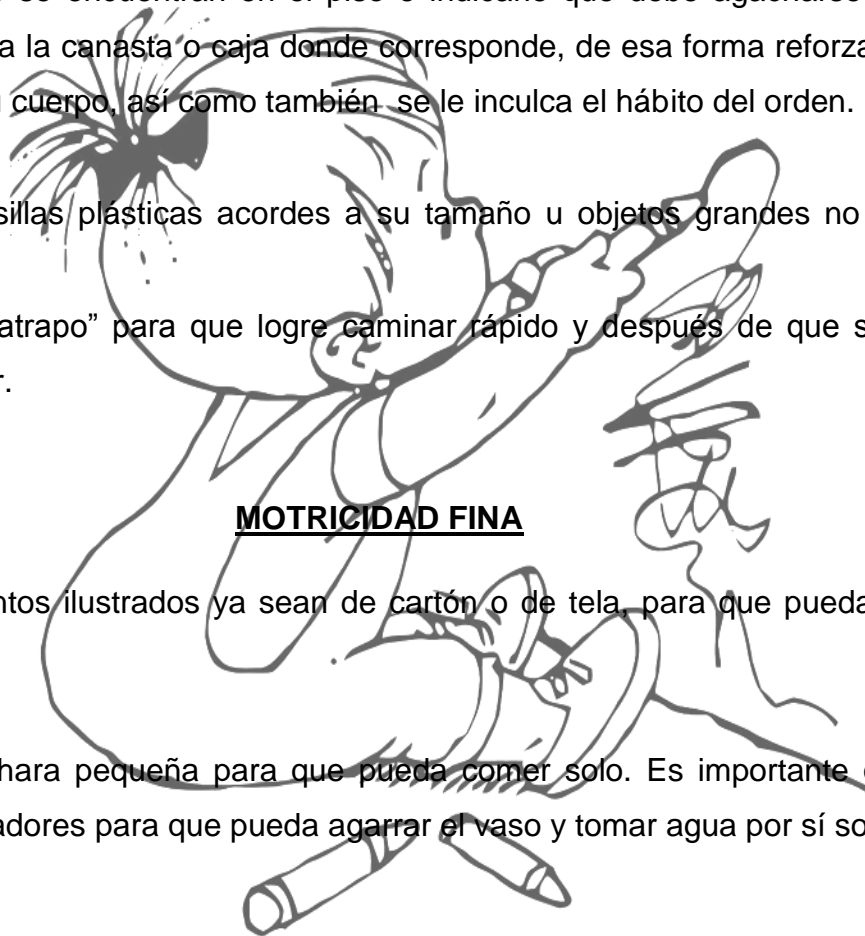 se encuentran en el piso o indicarle que debe agacharse
a la canasta o caja donde corresponde, de esa forma reforza
cuerpo, así como también se le inculca el hábito del orden.
sillas plásticas acordes a su tamaño u objetos grandes no
atrapo” para que logre caminar rápido y después de que s
r.
MOTRICIDAD FINA
ntos ilustrados ya sean de cartón o de tela, para que pueda
hara pequeña para que pueda comer solo. Es importante
adores para que pueda agarrar el vaso y tomar agua por sí so